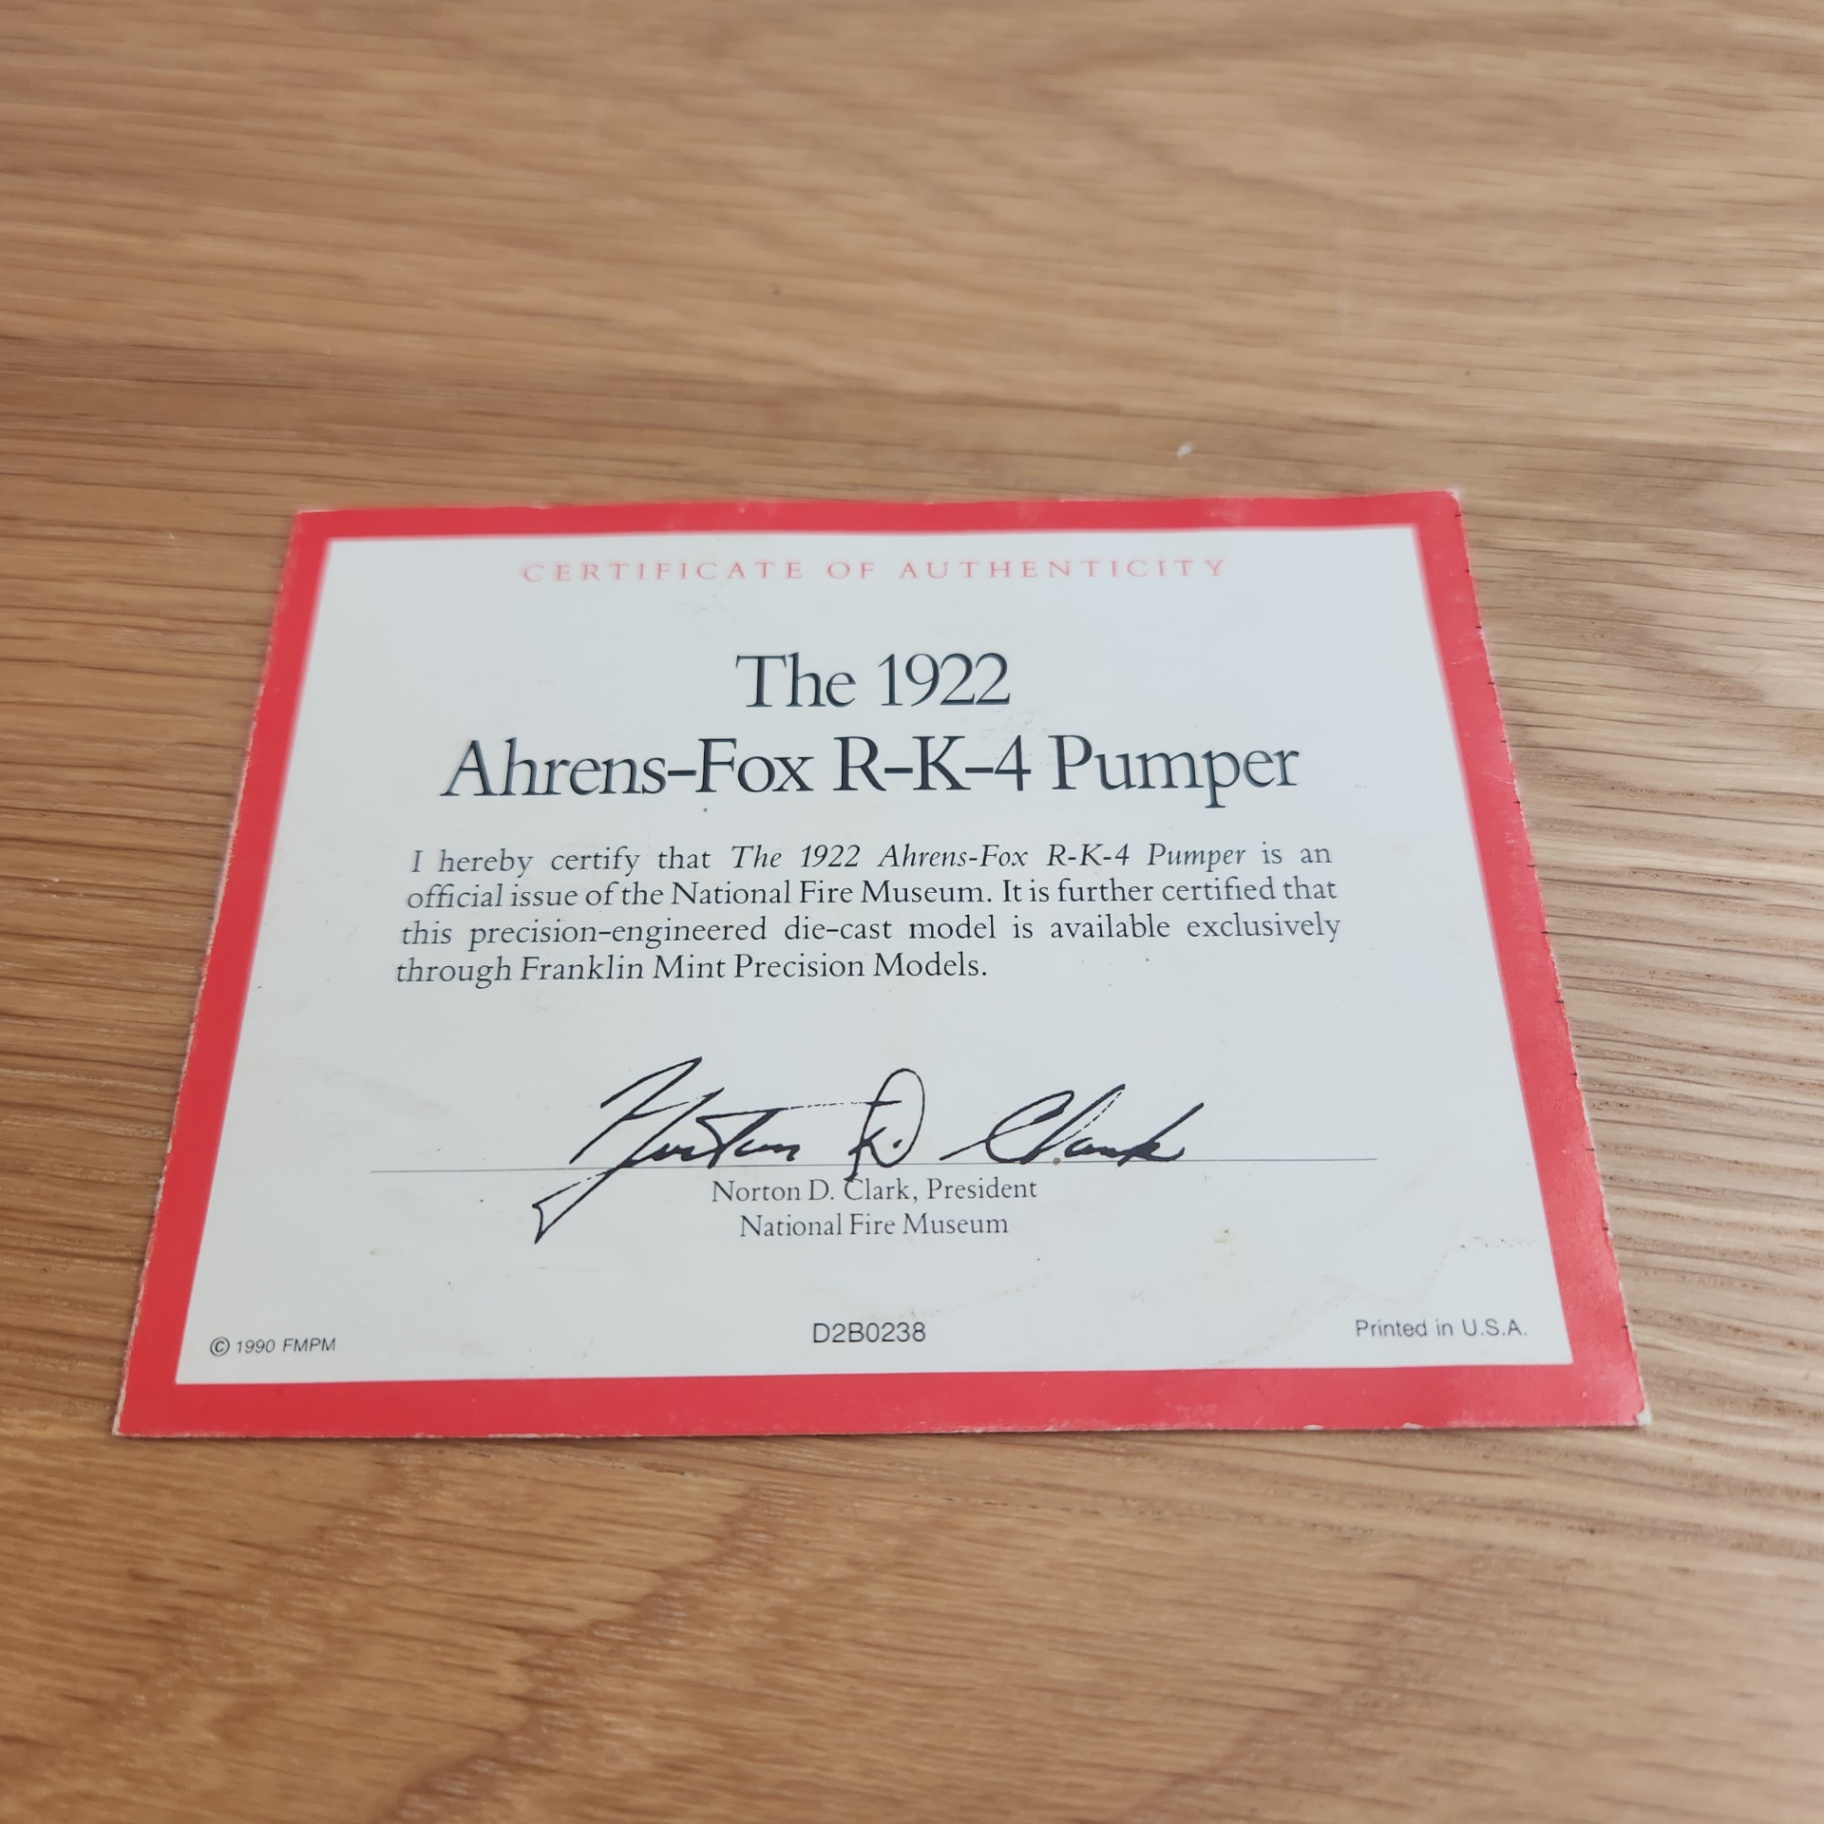 CERTIFICATE OF AUTHENTICITY
The 1922
Ahrens-Fox R-K-4 Pumper
I hereby certify that The 1922 Ahrens-Fox R-K-4 Pumper is an
official issue of the National Fire Museum. It is further certified that
this precision-engineered die-cast model is available exclusively
through Franklin Mint Precision Models.
Norton D. Clark
Norton D. Clark, President
National Fire Museum
© 1990 FMPM
D2B0238
Printed in U.S.A.